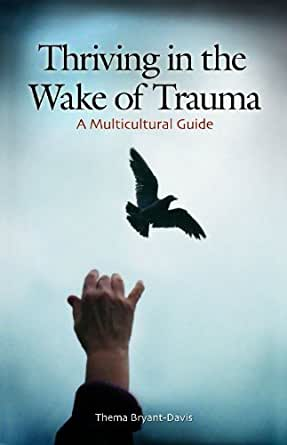 Thriving in the
Wake of Trauma
A Multicultural Guide
Thema Bryant-Davis